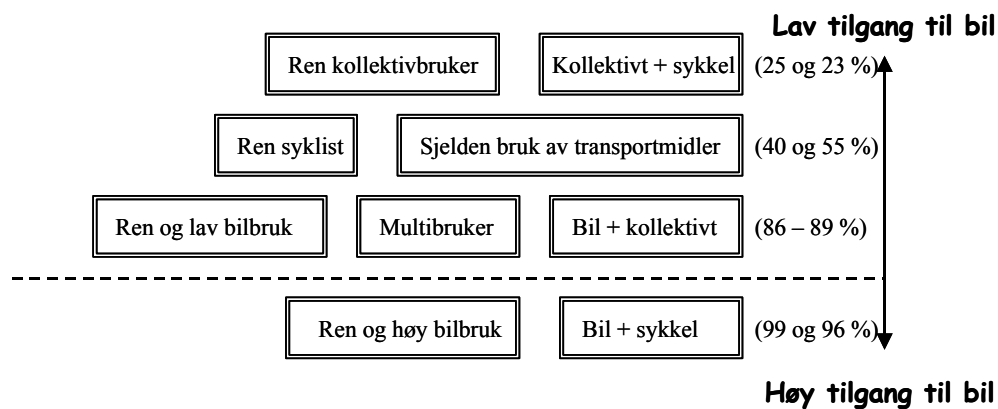 Lav tilgang til bil
Ren kollektivbruker
Kollektivt + sykkel
(25 og 23 %)
Ren syklist
Sjelden bruk av transportmidler
(40 og 55 %)
Ren og lav bilbruk
Multibruker
Bil + kollektivt
(86 – 89 %)
Ren og høy bilbruk
Bil + sykkel
(99 og 96 %)
Høy tilgang til bil